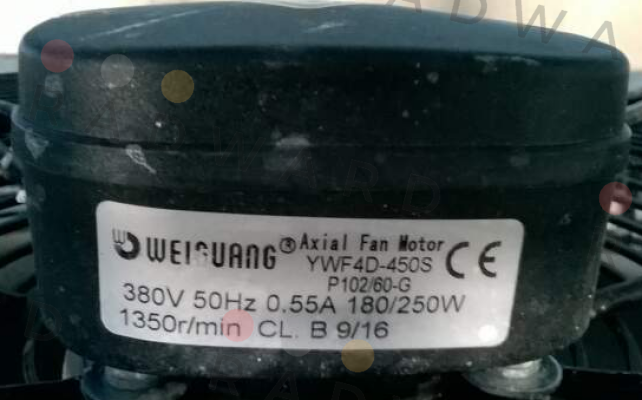 WEIGUANG® Axial Fan Motor
YWF4D-450S CE
P102/60-G
380V 50Hz 0.55A 180/250W
1350r/min CL. B 9/16